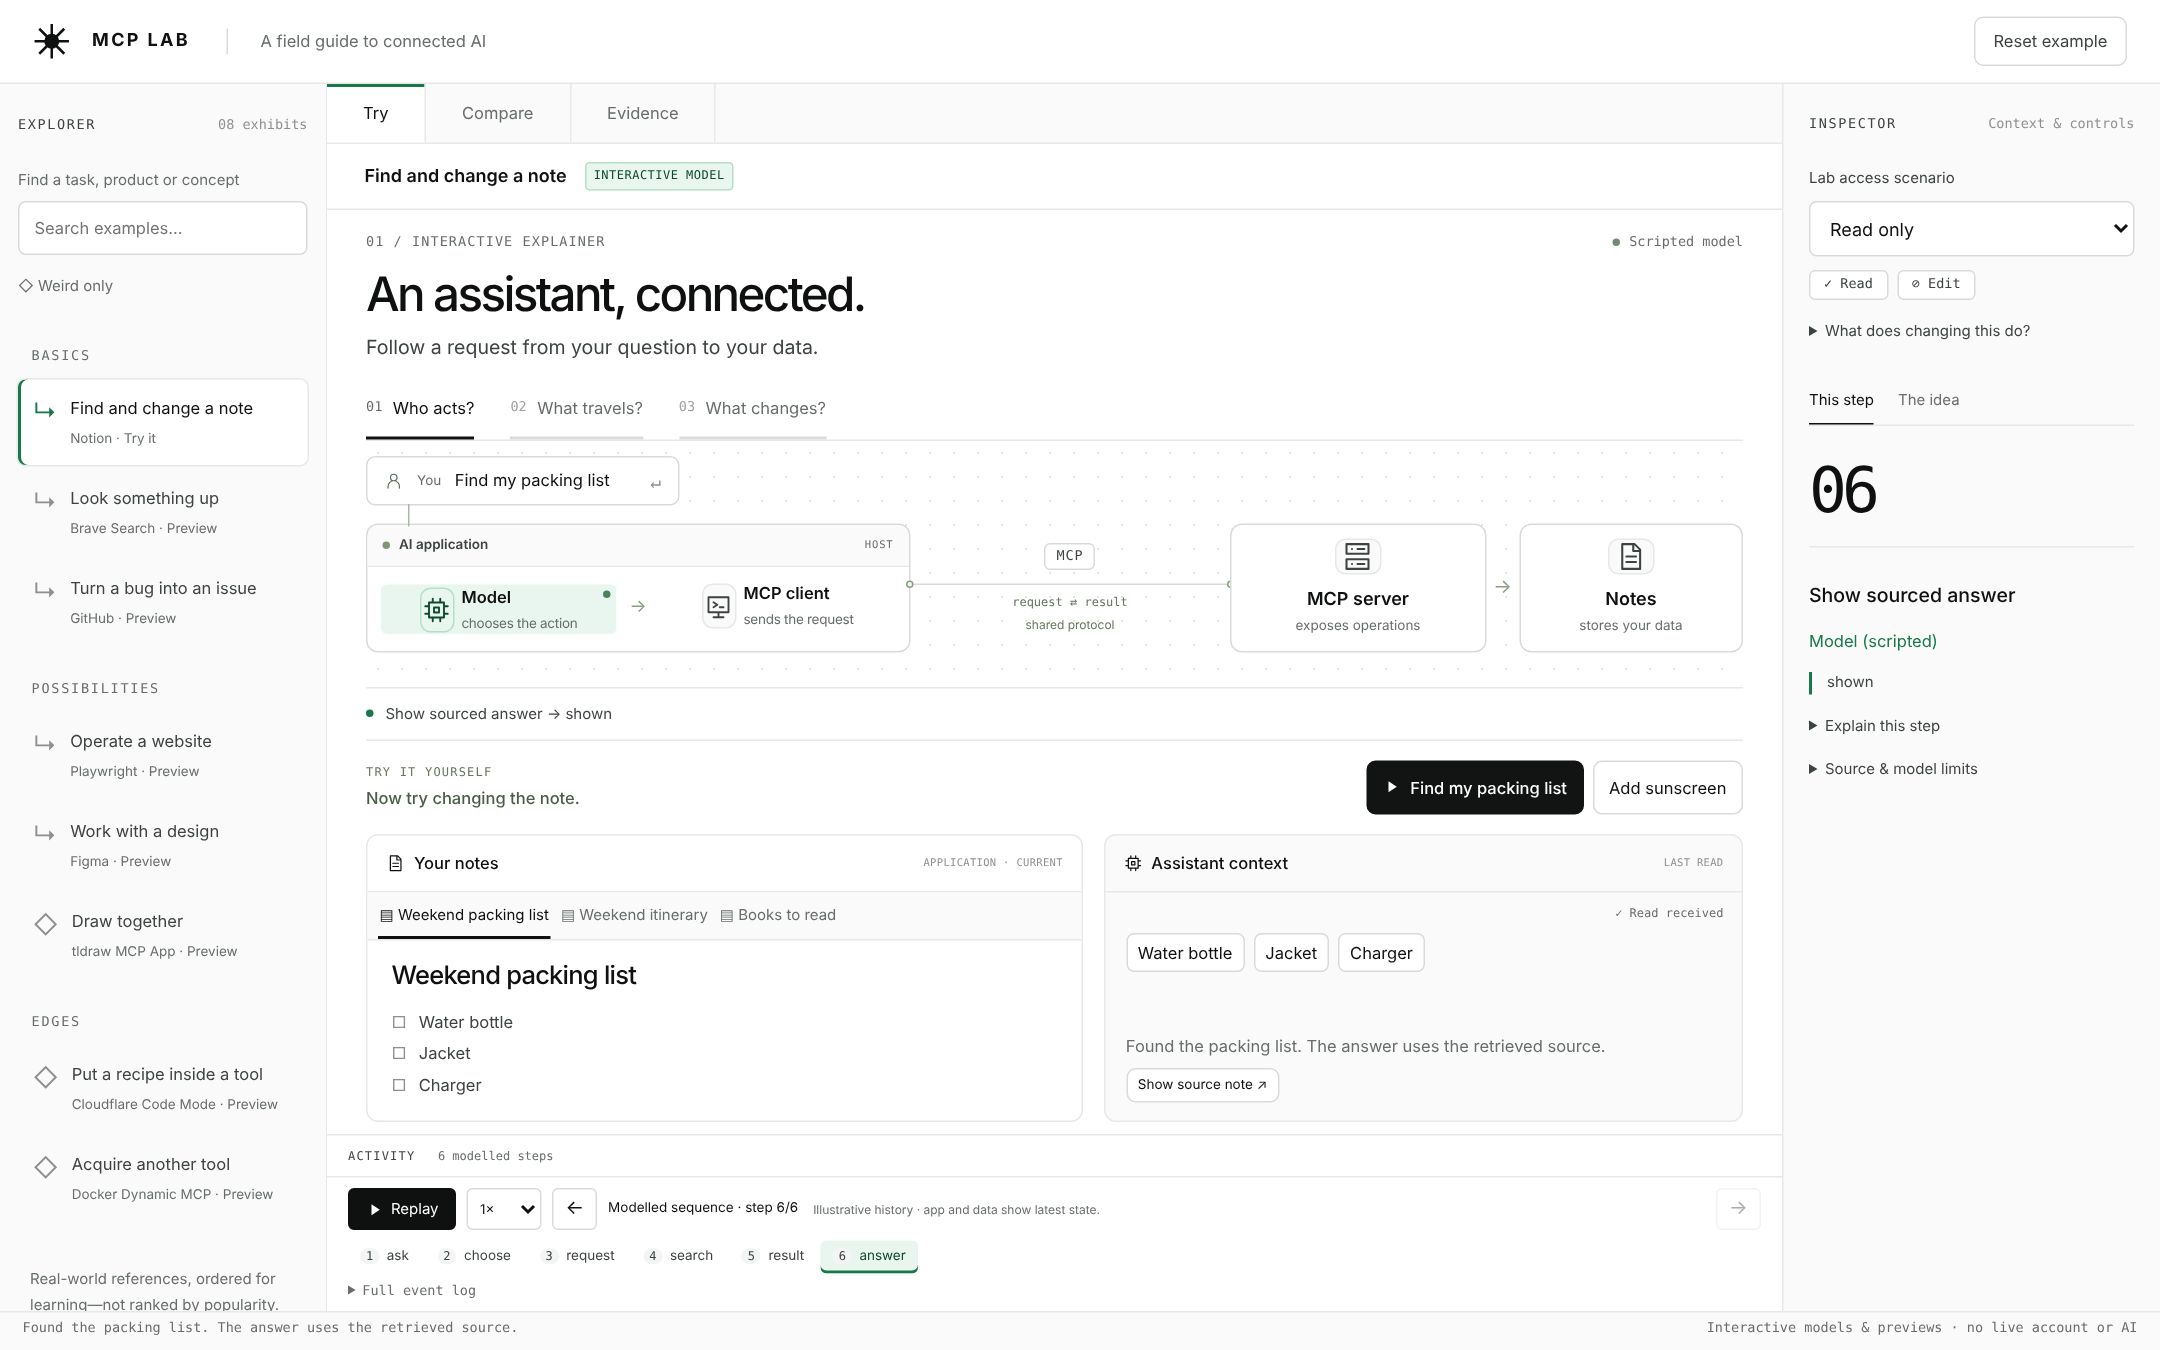 MCP LAB
A field guide to connected AI
Reset example
EXPLORER
08 exhibits
Find a task, product or concept
Search examples...
Weird only
BASICS
Find and change a note
Notion · Try it
Look something up
Brave Search · Preview
Turn a bug into an issue
GitHub · Preview
POSSIBILITIES
Operate a website
Playwright · Preview
Work with a design
Figma · Preview
Draw together
tldraw MCP App · Preview
EDGES
Put a recipe inside a tool
Cloudflare Code Mode · Preview
Acquire another tool
Docker Dynamic MCP · Preview
Real-world references, ordered for
learning—not ranked by popularity.
Try
Compare
Evidence
Find and change a note
INTERACTIVE MODEL
01 / INTERACTIVE EXPLAINER
Scripted model
An assistant, connected.
Follow a request from your question to your data.
01 Who acts?
02 What travels?
03 What changes?
You Find my packing list ↵
AI application
HOST
Model
chooses the action
→
MCP client
sends the request
MCP
request ⇄ result
shared protocol
MCP server
exposes operations
→
Notes
stores your data
Show sourced answer → shown
TRY IT YOURSELF
Now try changing the note.
Find my packing list
Add sunscreen
Your notes
APPLICATION · CURRENT
Weekend packing list
Weekend itinerary
Books to read
Weekend packing list
Water bottle
Jacket
Charger
Assistant context
LAST READ
✓ Read received
Water bottle
Jacket
Charger
Found the packing list. The answer uses the retrieved source.
Show source note ↗
ACTIVITY
6 modelled steps
Replay
1×
←
Modelled sequence · step 6/6
Illustrative history · app and data show latest state.
→
1 ask
2 choose
3 request
4 search
5 result
6 answer
Full event log
INSPECTOR
Context & controls
Lab access scenario
Read only
✓ Read
⊘ Edit
What does changing this do?
This step
The idea
06
Show sourced answer
Model (scripted)
shown
Explain this step
Source & model limits
Found the packing list. The answer uses the retrieved source.
Interactive models & previews · no live account or AI